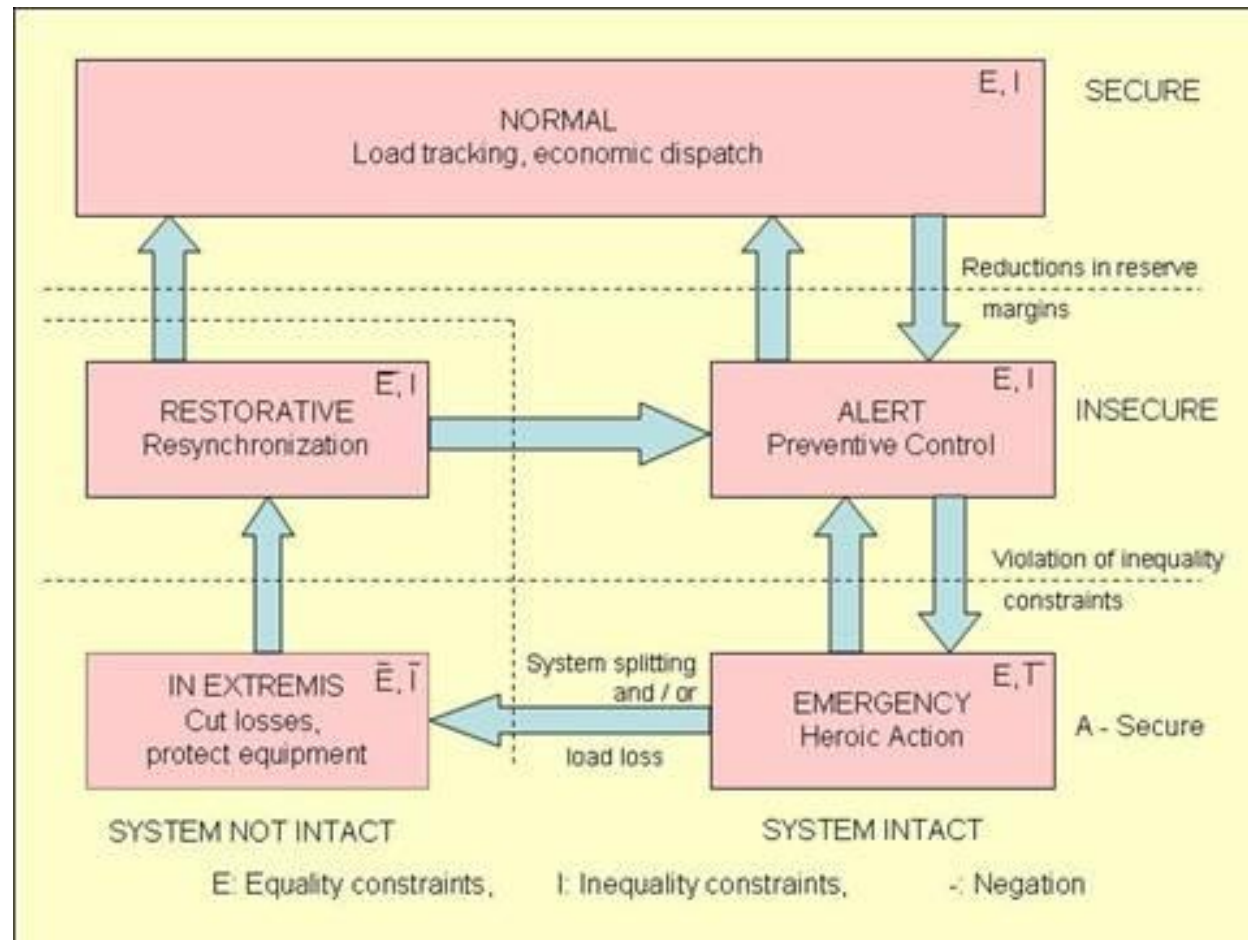 E, I
SECURE
NORMAL
Load tracking, economic dispatch
Reductions in reserve
margins
E̅, I
RESTORATIVE
Resynchronization
E, I
ALERT
Preventive Control
INSECURE
Violation of inequality
constraints
E̅, I̅
IN EXTREMIS
Cut losses,
protect equipment
System splitting
and / or
load loss
E, I̅
EMERGENCY
Heroic Action
A - Secure
SYSTEM NOT INTACT
SYSTEM INTACT
E: Equality constraints, I: Inequality constraints, -: Negation